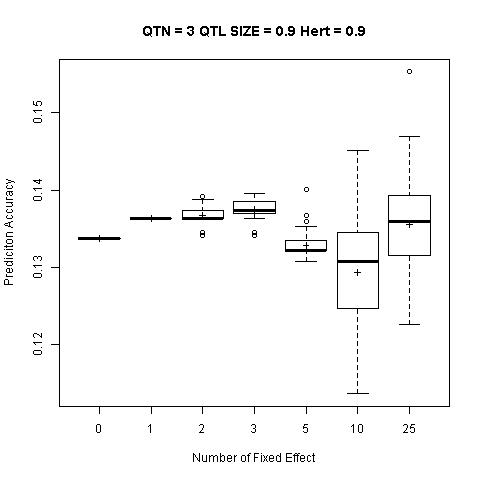 QTN = 3 QTL SIZE = 0.9 Hert = 0.9
0.15
0.14
0.13
0.12
Prediciton Accuracy
0 1 2 3 5 10 25
Number of Fixed Effect